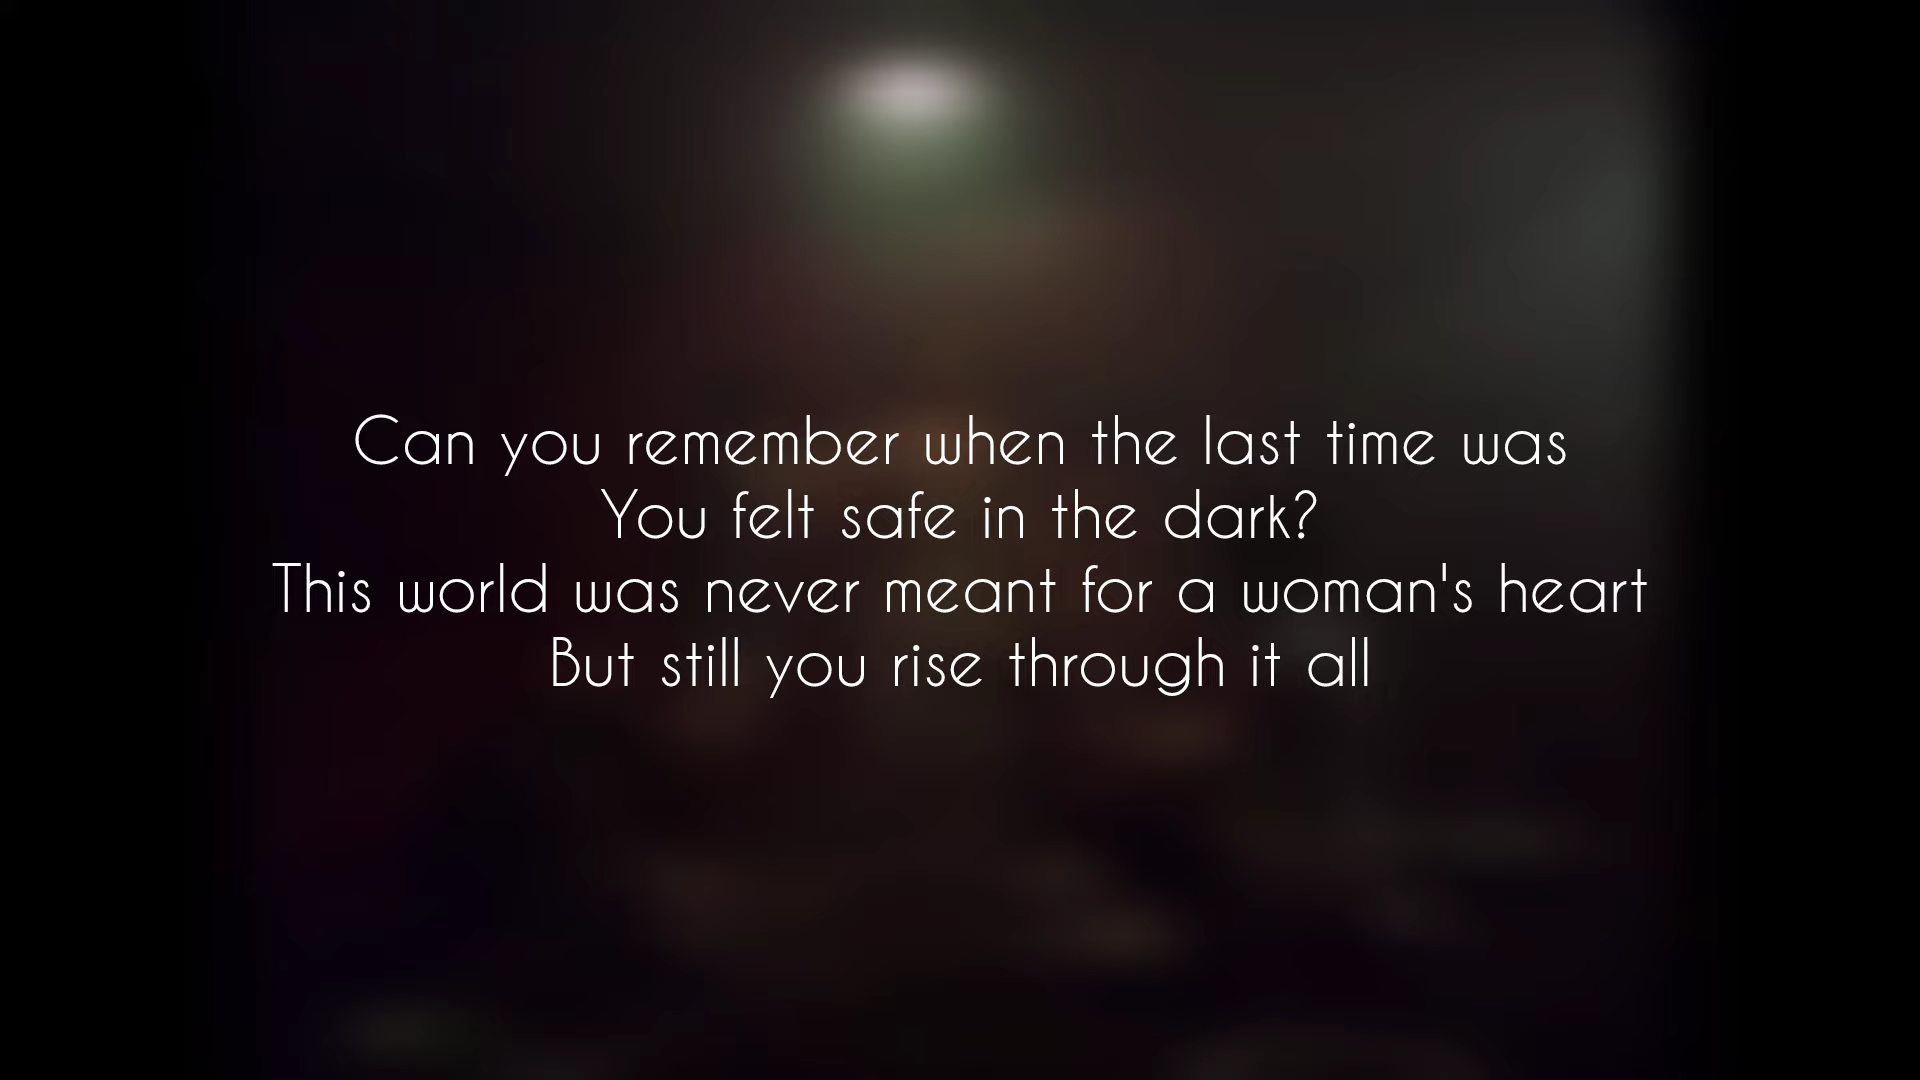 Can you remember when the last time was
You felt safe in the dark?
This world was never meant for a woman's heart
But still you rise through it all